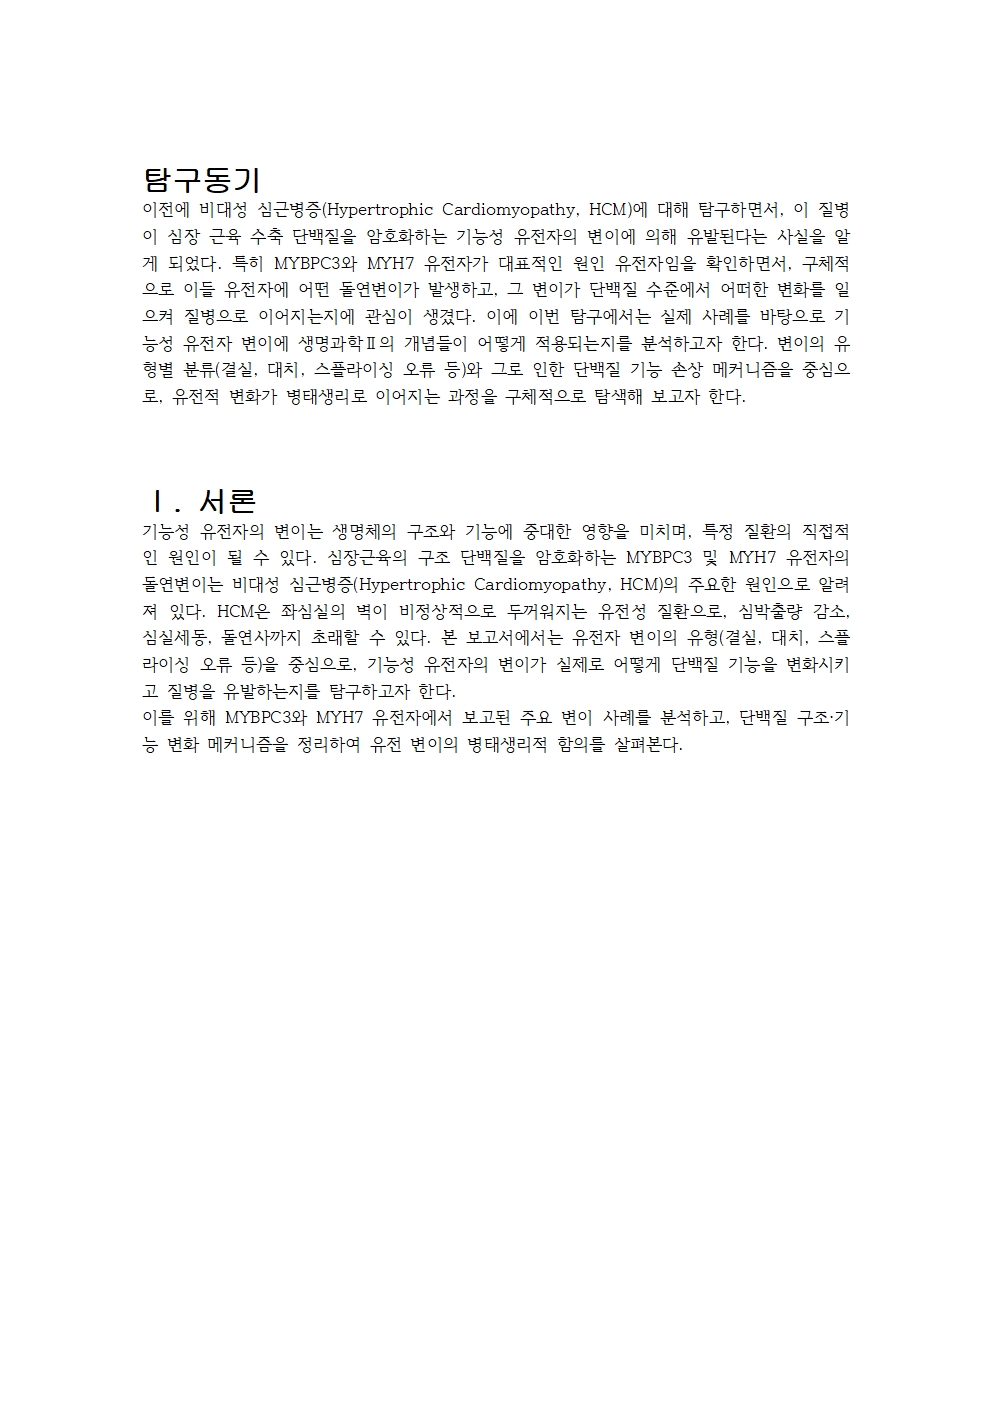 탐구동기
이전에 비대성 심근병증(Hypertrophic Cardiomyopathy, HCM)에 대해 탐구하면서, 이 질병
이 심장 근육 수축 단백질을 암호화하는 기능성 유전자의 변이에 의해 유발된다는 사실을 알
게 되었다. 특히 MYBPC3와 MYH7 유전자가 대표적인 원인 유전자임을 확인하면서, 구체적
으로 이들 유전자에 어떤 돌연변이가 발생하고, 그 변이가 단백질 수준에서 어떠한 변화를 일
으켜 질병으로 이어지는지에 관심이 생겼다. 이에 이번 탐구에서는 실제 사례를 바탕으로 기
능성 유전자 변이에 생명과학Ⅱ의 개념들이 어떻게 적용되는지를 분석하고자 한다. 변이의 유
형별 분류(결실, 대치, 스플라이싱 오류 등)와 그로 인한 단백질 기능 손상 메커니즘을 중심으
로, 유전적 변화가 병태생리로 이어지는 과정을 구체적으로 탐색해 보고자 한다.
Ⅰ. 서론
기능성 유전자의 변이는 생명체의 구조와 기능에 중대한 영향을 미치며, 특정 질환의 직접적
인 원인이 될 수 있다. 심장근육의 구조 단백질을 암호화하는 MYBPC3 및 MYH7 유전자의
돌연변이는 비대성 심근병증(Hypertrophic Cardiomyopathy, HCM)의 주요한 원인으로 알려
져 있다. HCM은 좌심실의 벽이 비정상적으로 두꺼워지는 유전성 질환으로, 심박출량 감소,
심실세동, 돌연사까지 초래할 수 있다. 본 보고서에서는 유전자 변이의 유형(결실, 대치, 스플
라이싱 오류 등)을 중심으로, 기능성 유전자의 변이가 실제로 어떻게 단백질 기능을 변화시키
고 질병을 유발하는지를 탐구하고자 한다.
이를 위해 MYBPC3와 MYH7 유전자에서 보고된 주요 변이 사례를 분석하고, 단백질 구조·기
능 변화 메커니즘을 정리하여 유전 변이의 병태생리적 함의를 살펴본다.